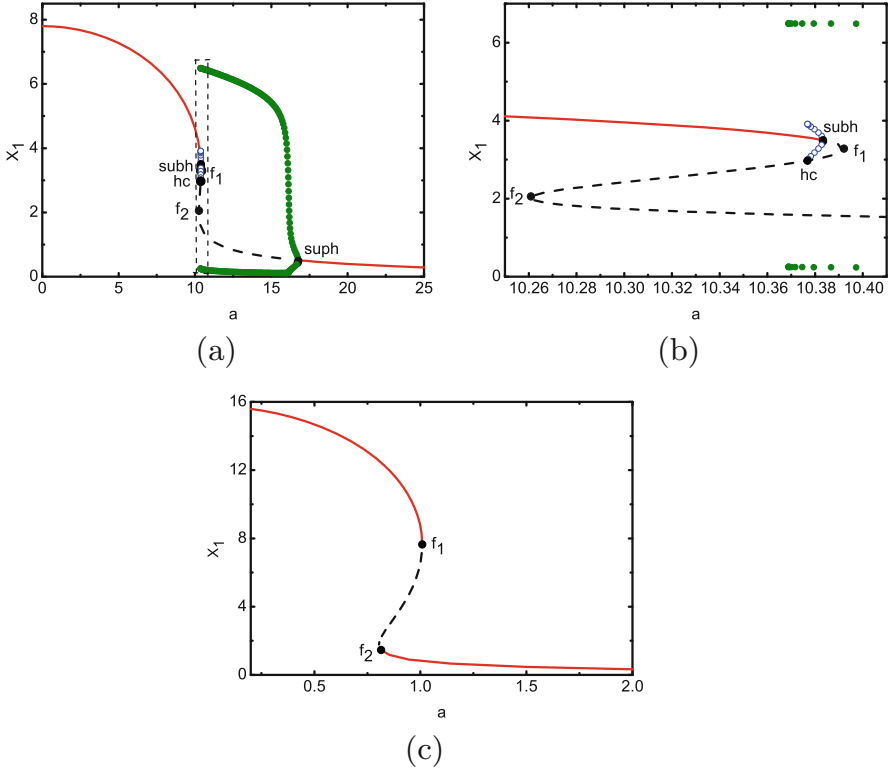 8
6
4
2
0
X1
subh
hc
f1
f2
suph
0 5 10 15 20 25
a
(a)
6
4
2
0
X1
subh
f1
hc
f2
10.26 10.28 10.30 10.32 10.34 10.36 10.38 10.40
a
(b)
16
12
8
4
0
X1
f1
f2
0.5 1.0 1.5 2.0
a
(c)